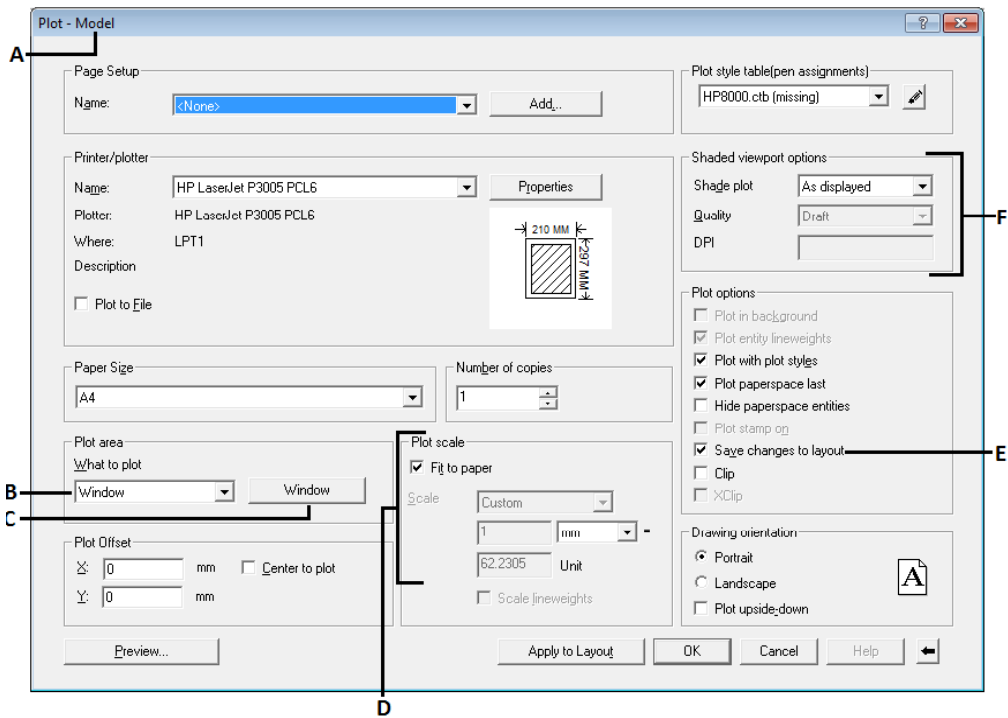 Plot - Model
A
Page Setup
Name:
<None>
Add...
Plot style table(pen assignments)
HP8000.ctb (missing)
Printer/plotter
Name:
HP LaserJet P3005 PCL6
Properties
Plotter:
HP LaserJet P3005 PCL6
Where:
LPT1
Description
Plot to File
210 MM
297 MM
Shaded viewport options
Shade plot
As displayed
Quality
Draft
DPI
F
Paper Size
A4
Number of copies
1
Plot options
Plot in background
Plot entity lineweights
Plot with plot styles
Plot paperspace last
Hide paperspace entities
Plot stamp on
Save changes to layout
E
Clip
XClip
Plot area
What to plot
B
Window
Window
C
Plot scale
Fit to paper
Scale
Custom
1
mm
=
62.2305
Unit
Scale lineweights
D
Plot Offset
X:
0
mm
Center to plot
Y:
0
mm
Drawing orientation
Portrait
Landscape
Plot upside-down
A
Preview...
Apply to Layout
OK
Cancel
Help